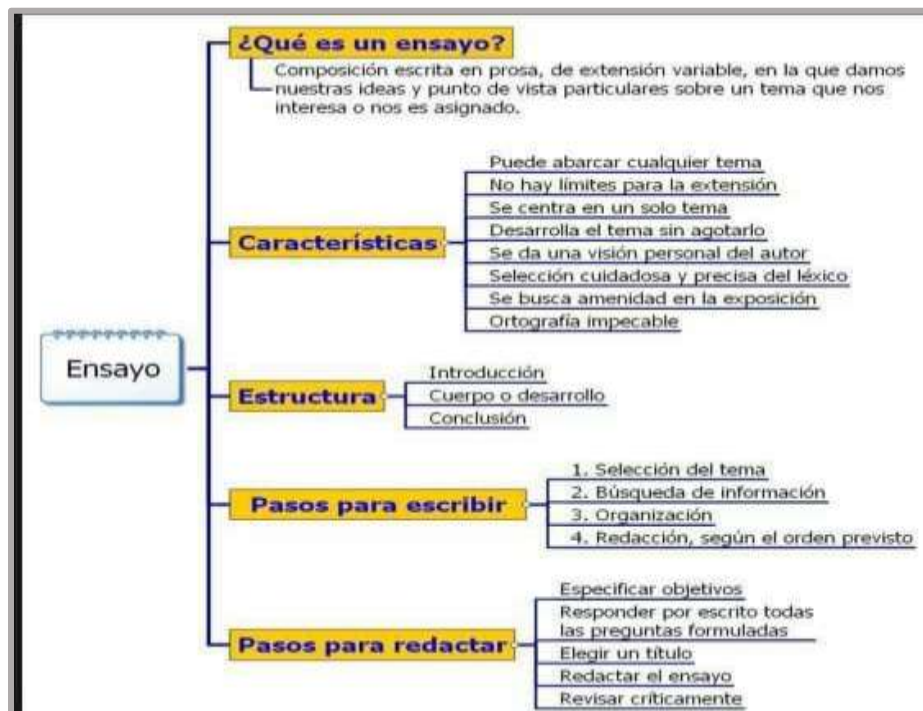 ¿Qué es un ensayo?
Composición escrita en prosa, de extensión variable, en la que damos
nuestras ideas y punto de vista particulares sobre un tema que nos
interesa o nos es asignado.
Puede abarcar cualquier tema
No hay límites para la extensión
Se centra en un solo tema
Desarrolla el tema sin agotarlo
Características
Se da una visión personal del autor
Selección cuidadosa y precisa del léxico
Se busca amenidad en la exposición
Ortografía impecable
Ensayo
Introducción
Estructura
Cuerpo o desarrollo
Conclusión
1. Selección del tema
Pasos para escribir
2. Búsqueda de información
3. Organización
4. Redacción, según el orden previsto
Especificar objetivos
Responder por escrito todas
las preguntas formuladas
Pasos para redactar
Elegir un título
Redactar el ensayo
Revisar críticamente